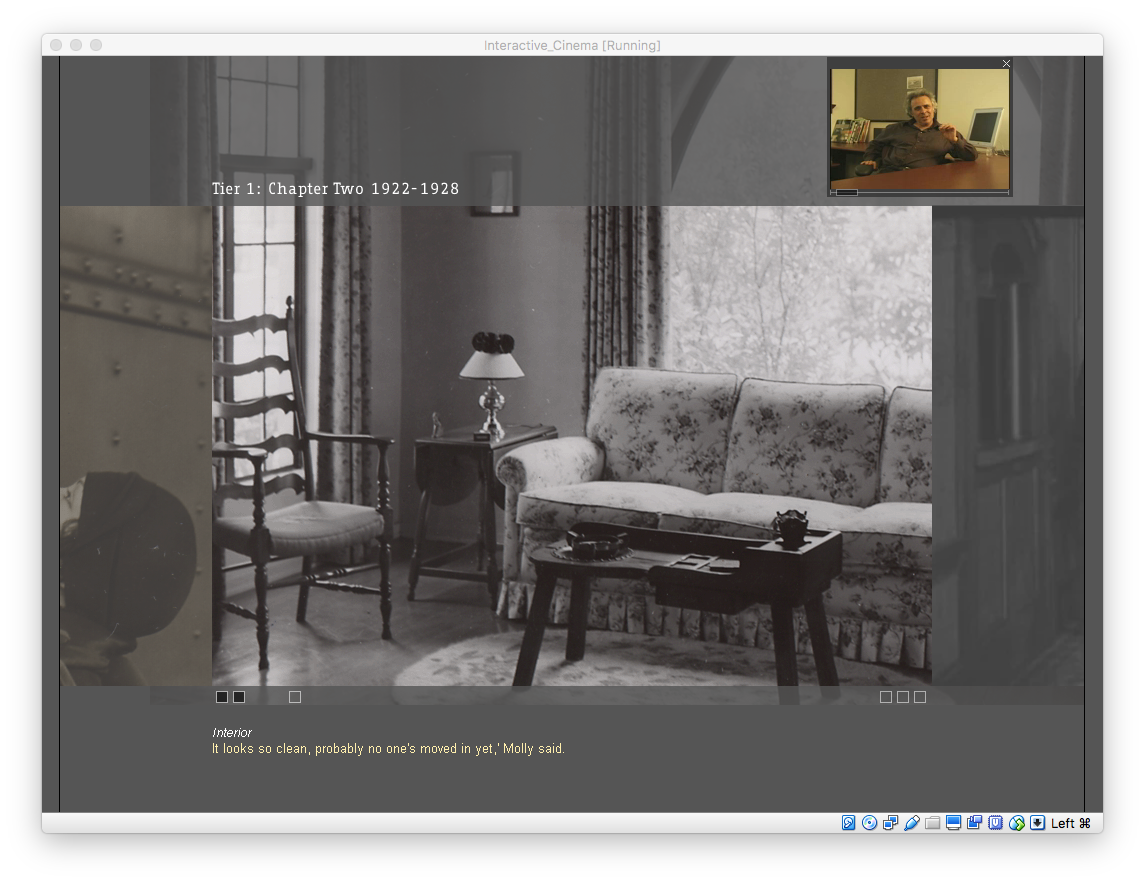 Interactive_Cinema [Running]
Tier 1: Chapter Two 1922-1928
Interior
It looks so clean, probably no one's moved in yet,' Molly said.
Left ⌘